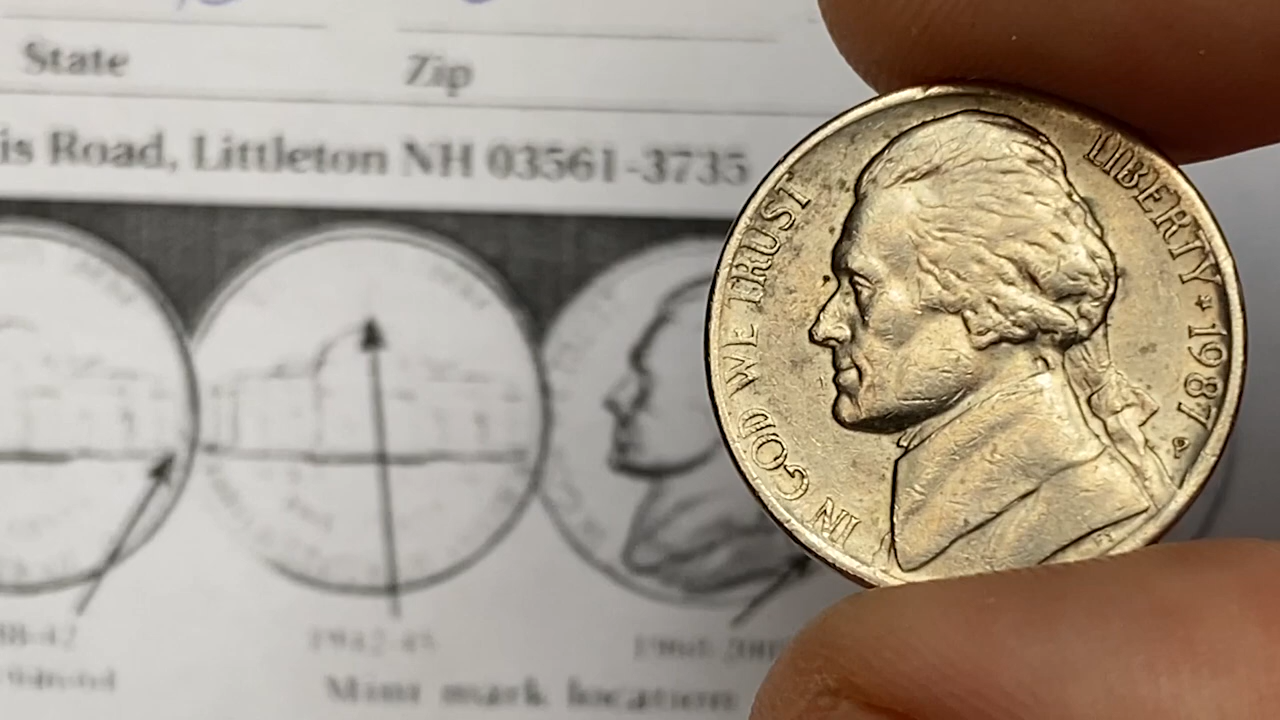 State
Zip
is Road, Littleton NH 03561-3735
IN GOD WE TRUST
LIBERTY * 1987
P
1942-45
Mint mark location